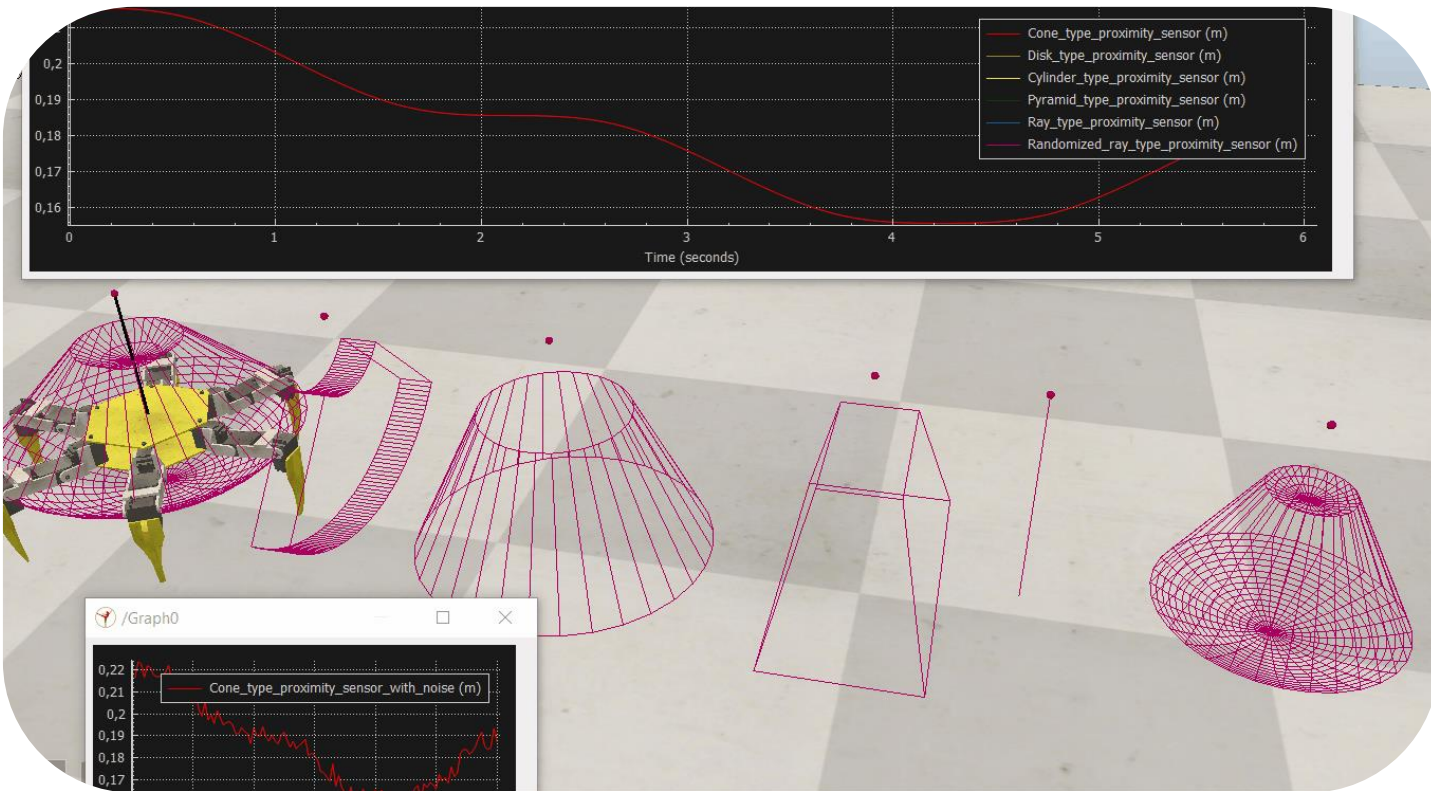 Cone_type_proximity_sensor (m)
Disk_type_proximity_sensor (m)
Cylinder_type_proximity_sensor (m)
Pyramid_type_proximity_sensor (m)
Ray_type_proximity_sensor (m)
Randomized_ray_type_proximity_sensor (m)
0,2
0,19
0,18
0,17
0,16
0 1 2 3 4 5 6
Time (seconds)
/Graph0
Cone_type_proximity_sensor_with_noise (m)
0,22
0,21
0,2
0,19
0,18
0,17